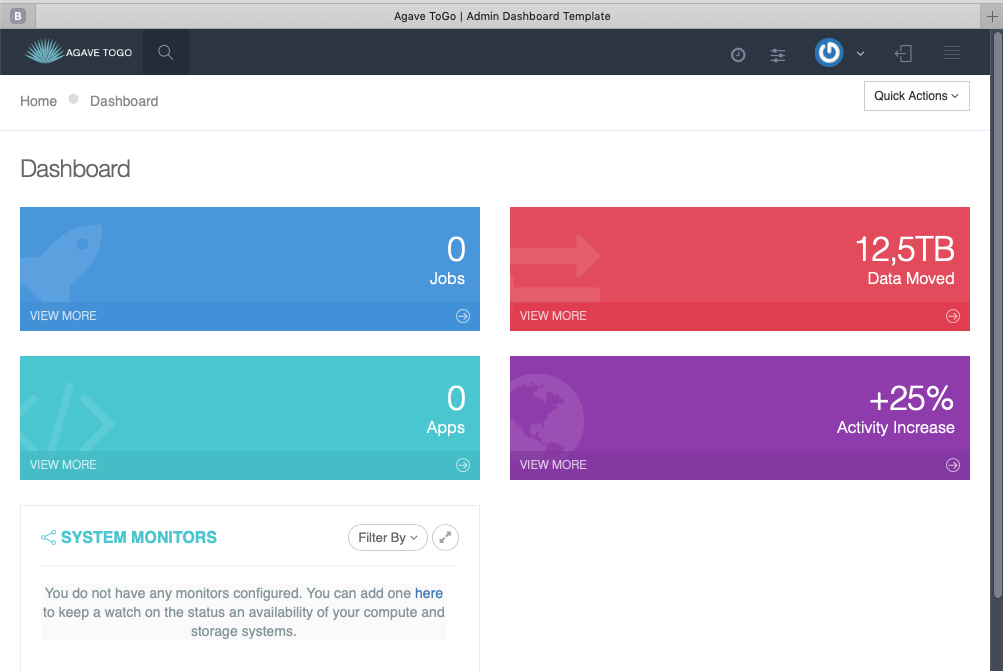 B
Agave ToGo | Admin Dashboard Template
AGAVE TOGO
Home Dashboard
Quick Actions
Dashboard
0
Jobs
VIEW MORE
12,5TB
Data Moved
VIEW MORE
0
Apps
VIEW MORE
+25%
Activity Increase
VIEW MORE
SYSTEM MONITORS
Filter By
You do not have any monitors configured. You can add one here
to keep a watch on the status an availability of your compute and
storage systems.